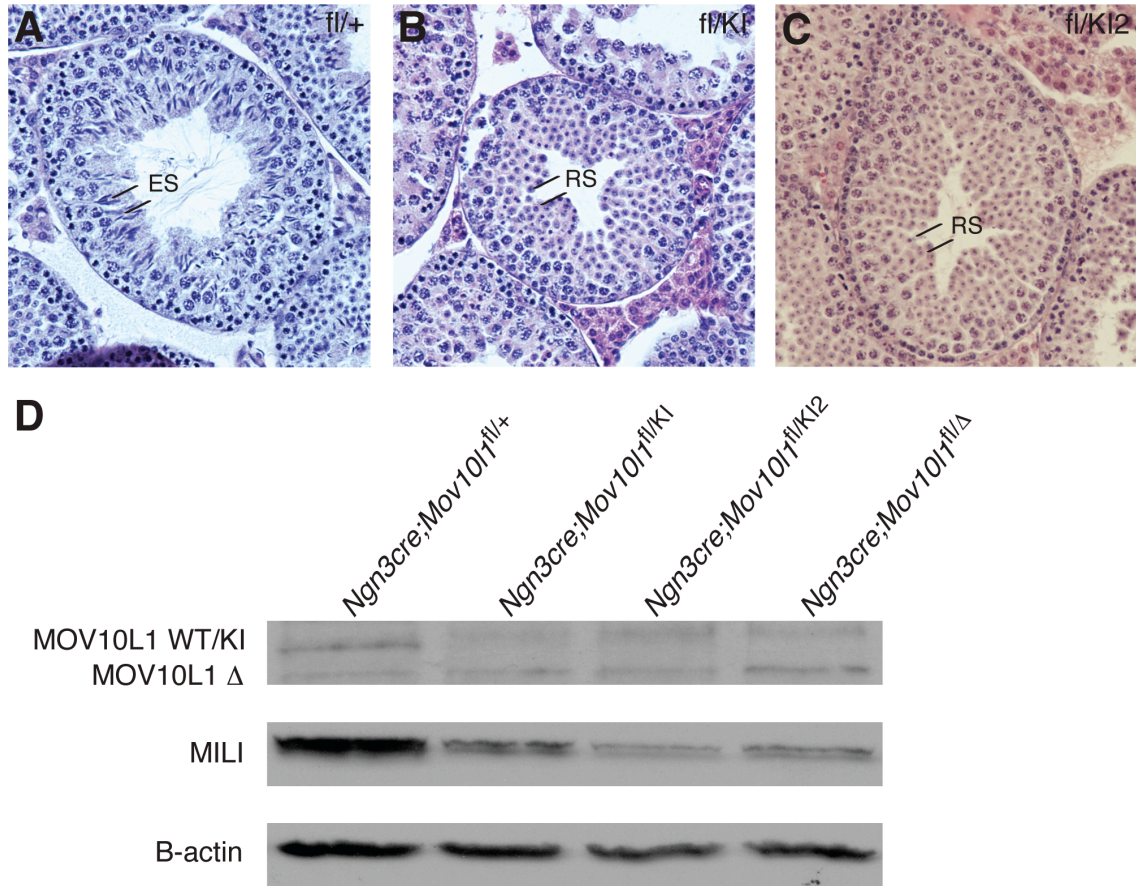 A
fl/+
ES
B
fl/KI
RS
C
fl/KI2
RS
D
Ngn3cre;Mov10l1fl/+
Ngn3cre;Mov10l1fl/KI
Ngn3cre;Mov10l1fl/KI2
Ngn3cre;Mov10l1fl/Δ
MOV10L1 WT/KI
MOV10L1 Δ
MILI
B-actin